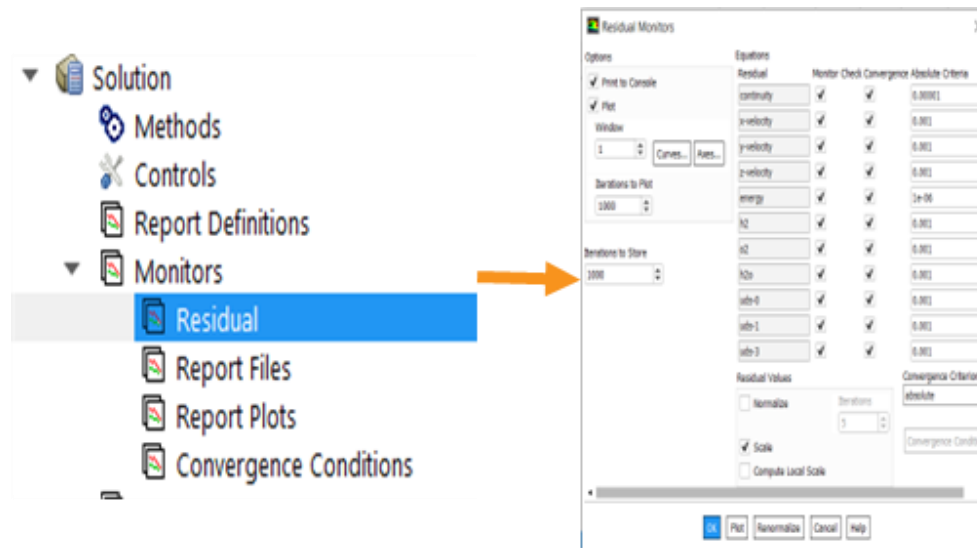 Solution
Methods
Controls
Report Definitions
Monitors
Residual
Report Files
Report Plots
Convergence Conditions
Residual Monitors
Options
Print to Console
Plot
Window
1
Curves... Axes...
Iterations to Plot
1000
Iterations to Store
1000
Equations
Residual Monitor Check Convergence Absolute Criteria
continuity 0.00001
x-velocity 0.001
y-velocity 0.001
z-velocity 0.001
energy 1e-06
h2 0.001
o2 0.001
h2o 0.001
uds-0 0.001
uds-1 0.001
uds-3 0.001
Residual Values
Normalize
Iterations
5
Scale
Compute Local Scale
Convergence Criterion
absolute
Convergence Conditi
OK Plot Renormalize Cancel Help